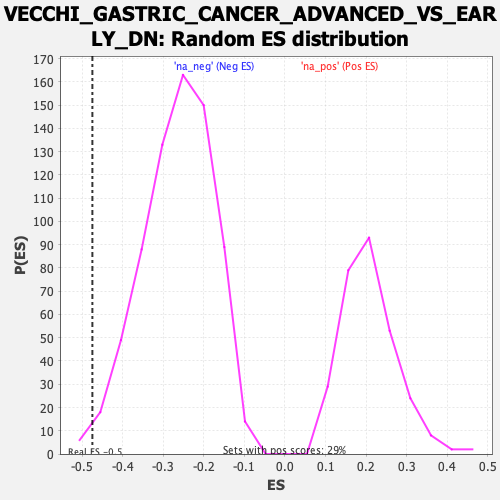 VECCHI_GASTRIC_CANCER_ADVANCED_VS_EAR
LY_DN: Random ES distribution
'na_neg' (Neg ES)
'na_pos' (Pos ES)
P(ES)
170
160
150
140
130
120
110
100
90
80
70
60
50
40
30
20
10
0
Real ES -0.5
Sets with pos scores: 29%
-0.5 -0.4 -0.3 -0.2 -0.1 0.0 0.1 0.2 0.3 0.4 0.5
ES